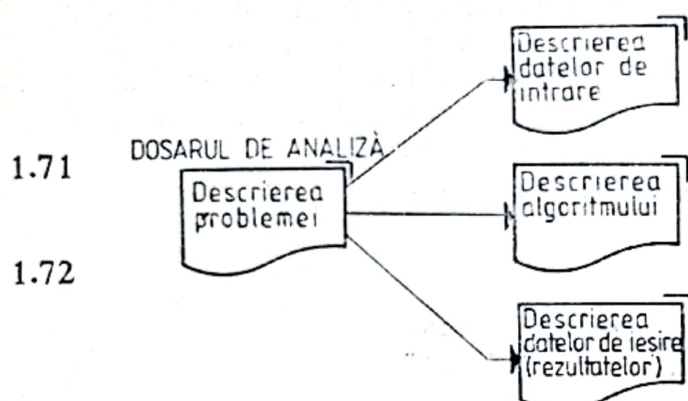 Descrierea
datelor de
intrare
1.71
DOSARUL DE ANALIZĂ
Descrierea
problemei
Descrierea
algoritmului
1.72
Descrierea
datelor de iesire
(rezultatelor)